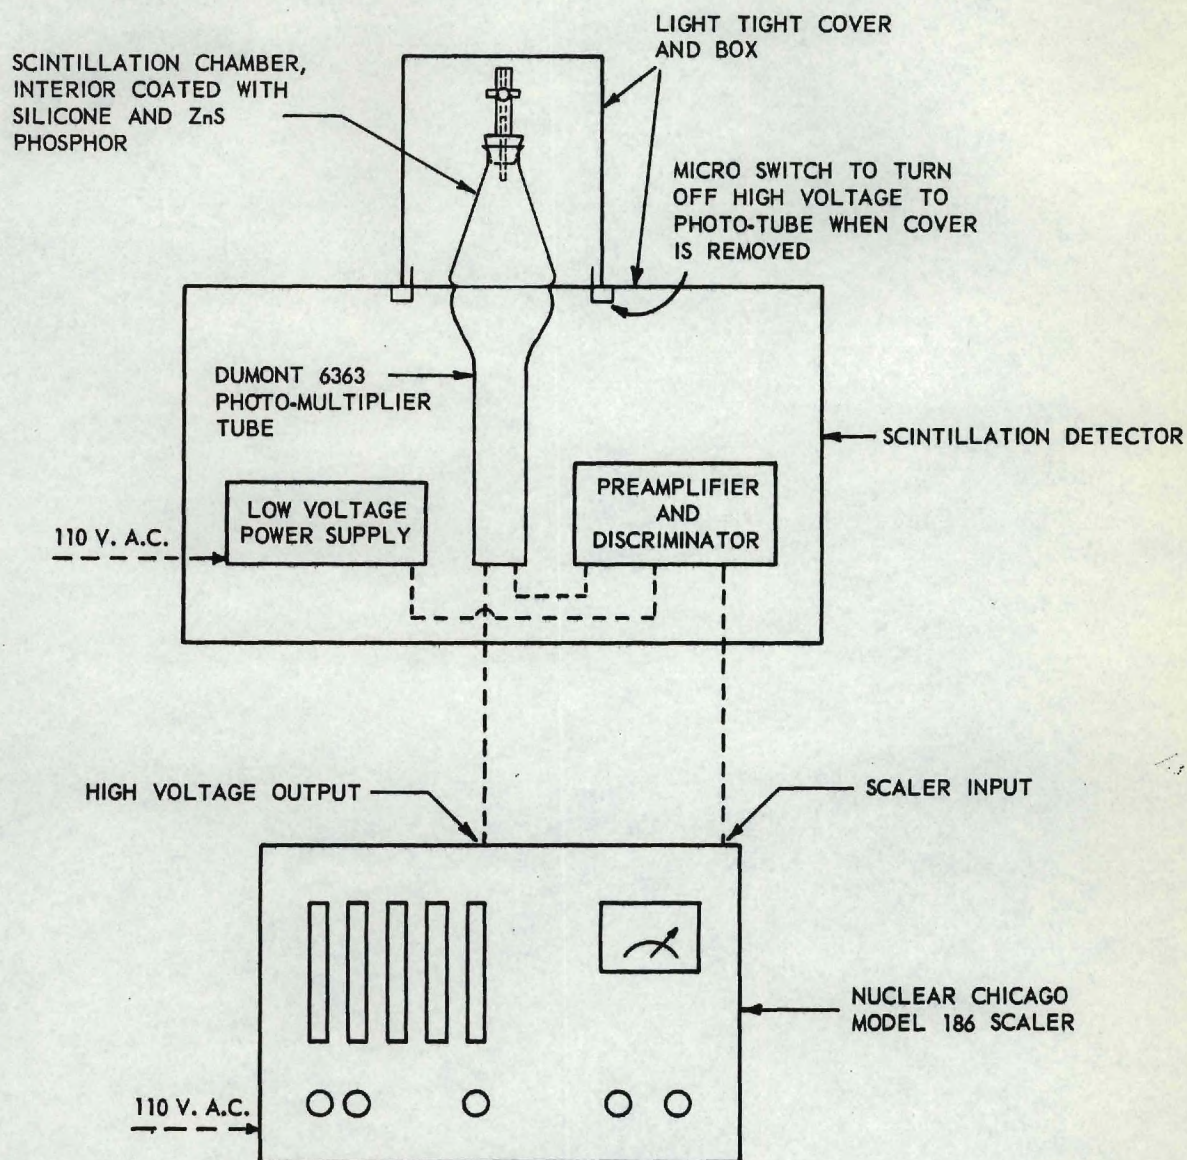 LIGHT TIGHT COVER
AND BOX
SCINTILLATION CHAMBER,
INTERIOR COATED WITH
SILICONE AND ZnS
PHOSPHOR
MICRO SWITCH TO TURN
OFF HIGH VOLTAGE TO
PHOTO-TUBE WHEN COVER
IS REMOVED
DUMONT 6363
PHOTO-MULTIPLIER
TUBE
SCINTILLATION DETECTOR
LOW VOLTAGE
POWER SUPPLY
PREAMPLIFIER
AND
DISCRIMINATOR
110 V. A.C.
HIGH VOLTAGE OUTPUT
SCALER INPUT
NUCLEAR CHICAGO
MODEL 186 SCALER
110 V. A.C.